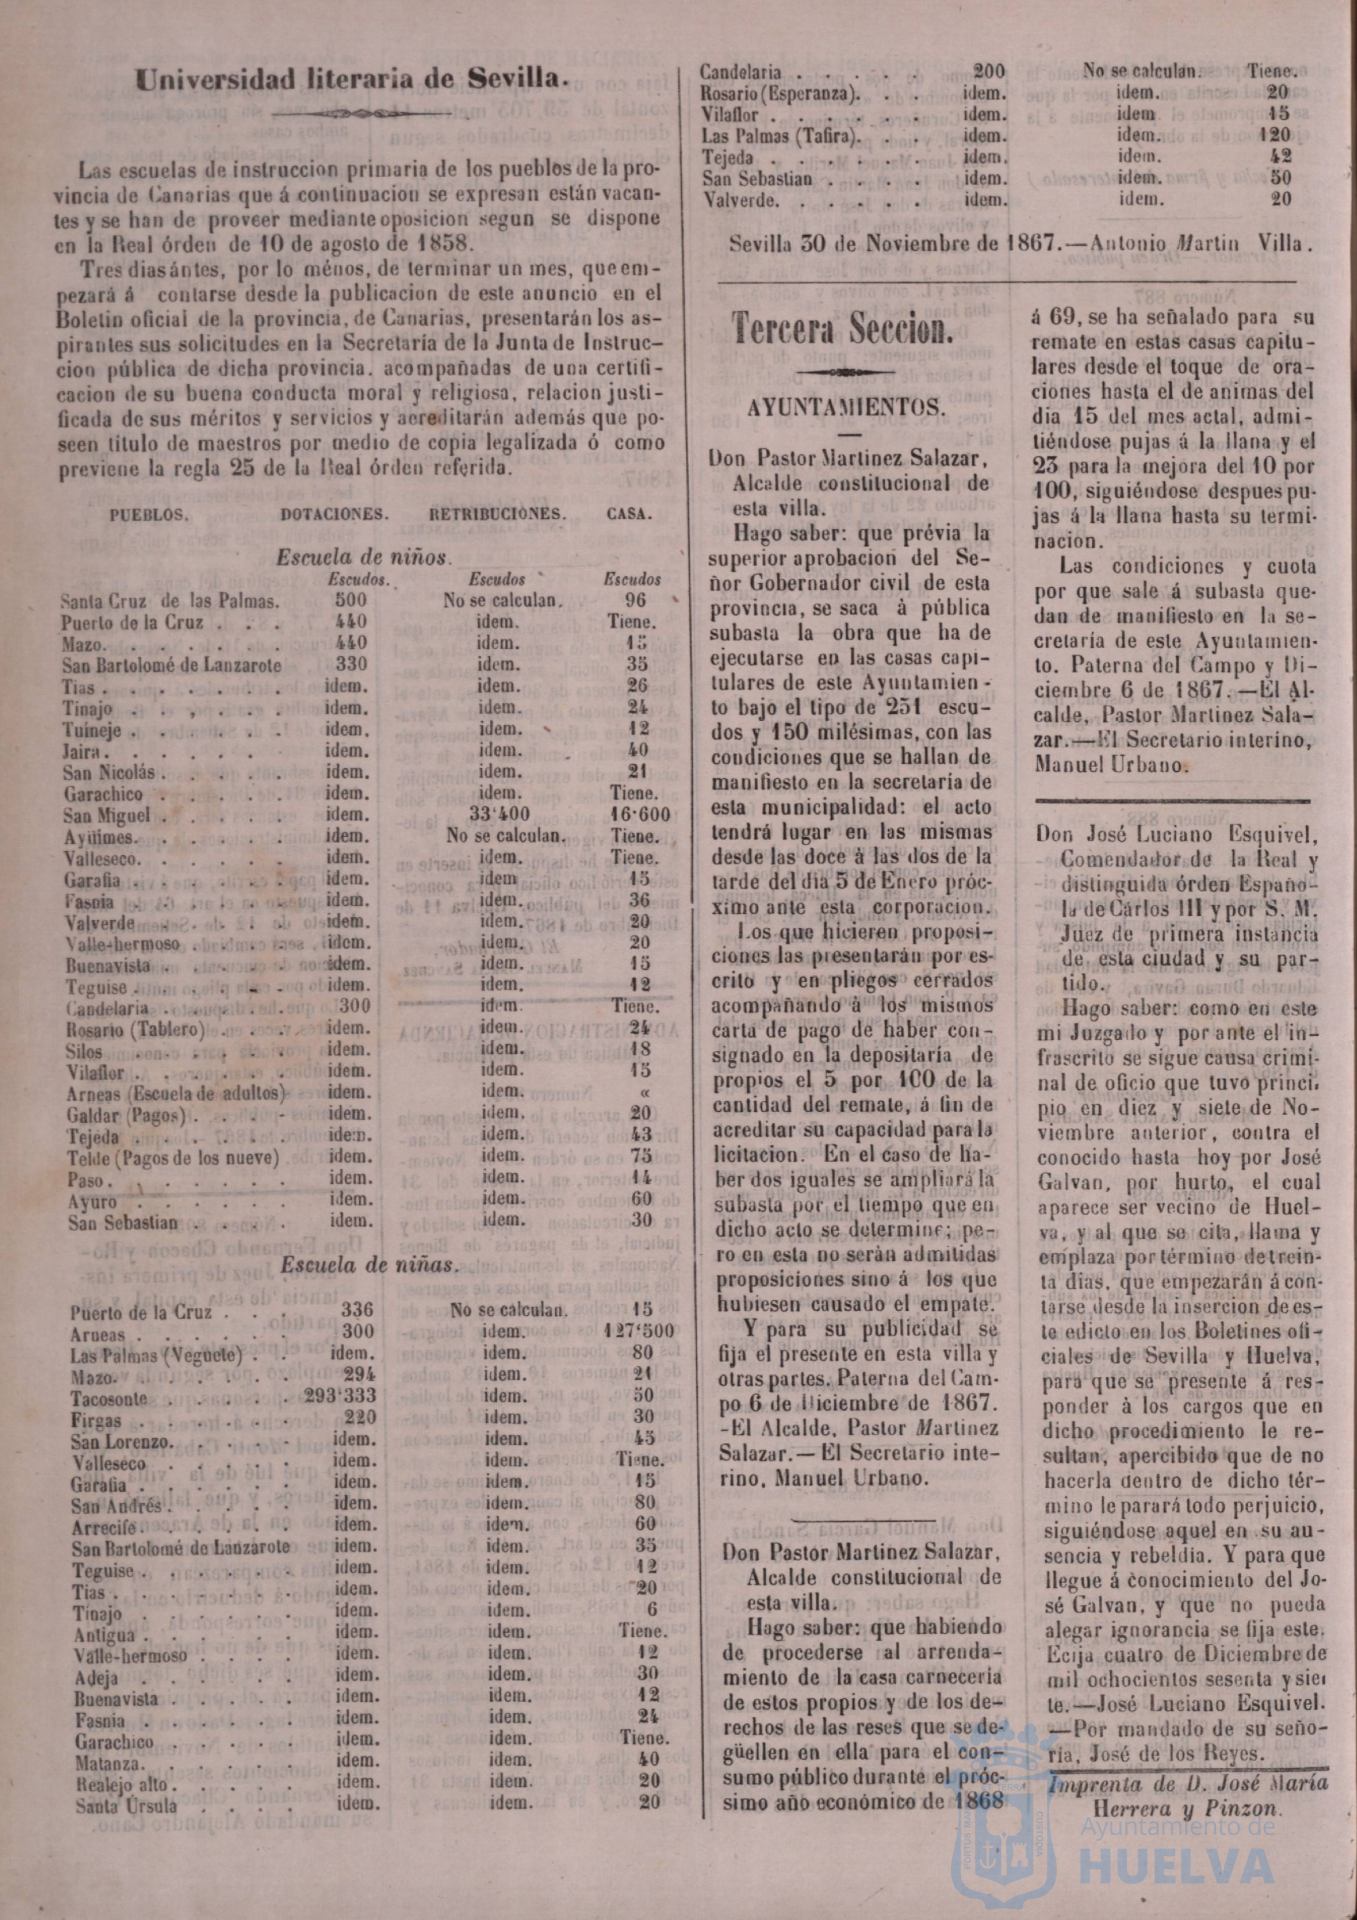 Universidad literaria de Sevilla.
Las escuelas de instruccion primaria de los pueblos de la pro-
vincia de Canarias que á continuacion se expresan están vacan-
tes y se han de proveer mediante oposicion segun se dispone
en la Real órden de 10 de agosto de 1858.
Tres dias ántes, por lo ménos, de terminar un mes, que em-
pezará á contarse desde la publicacion de este anuncio en el
Boletin oficial de la provincia, de Canarias, presentarán los as-
pirantes sus solicitudes en la Secretaría de la Junta de Instruc-
cion pública de dicha provincia. acompañadas de una certifi-
cacion de su buena conducta moral y religiosa, relacion justi-
ficada de sus méritos y servicios y acreditarán además que po-
seen título de maestros por medio de copia legalizada ó como
previene la regla 25 de la Real órden referida.
PUEBLOS. DOTACIONES. RETRIBUCIONES. CASA.
Escuela de niños.
Escudos. Escudos Escudos
Santa Cruz de las Palmas. 500 No se calculan. 96
Puerto de la Cruz . . . 440 idem. Tiene.
Mazo. . . . . . . 440 idem. 15
San Bartolomé de Lanzarote 330 idem. 35
Tias . . . . . . . idem. idem. 26
Tinajo . . . . . . idem. idem. 24
Tuineje . . . . . . idem. idem. 12
Jaira . . . . . . . idem. idem. 40
San Nicolás . . . . . idem. idem. 21
Garachico . . . . . idem. idem. Tiene.
San Miguel . . . . . idem. 33'400 16'600
Ayüimes. . . . . . idem. No se calculan. Tiene.
Valleseco. . . . . . idem. idem. Tiene.
Garafia . . . . . . idem. idem 15
Fasnia . . . . . . idem. idem. 36
Valverde . . . . . idem. idem. 20
Valle-hermoso . . . . idem. idem. 20
Buenavista . . . . . idem. idem. 15
Teguise . . . . . . idem. idem. 12
Candelaria . . . . . 300 idem. Tiene.
Rosario (Tablero) . . . idem. idem. 24
Silos . . . . . . idem. idem. 18
Vilaflor . . . . . . idem. idem. 15
Arneas (Escuela de adultos) idem. idem. «
Galdar (Pagos) . . . . idem. idem. 20
Tejeda . . . . . . idem. idem. 43
Telde (Pagos de los nueve) idem. idem. 75
Paso . . . . . . . idem. idem. 14
Ayuro . . . . . . idem. idem. 60
San Sebastian . . . . idem. idem. 30
Escuela de niñas.
Puerto de la Cruz . . . 336 No se calculan. 15
Arneas . . . . . . 300 idem. 127'500
Las Palmas (Veguete) . . idem. idem. 80
Mazo. . . . . . . 294 idem. 21
Tacosonte . . . . . 293'333 idem. 50
Firgas . . . . . . 220 idem. 30
San Lorenzo. . . . . idem. idem. 45
Valleseco . . . . . idem. idem. Tiene.
Garafia . . . . . . idem. idem. 15
San Andrés . . . . . idem. idem. 80
Arrecife . . . . . . idem. idem. 60
San Bartolomé de Lanzarote idem. idem. 35
Teguise . . . . . . idem. idem. 12
Tias . . . . . . . idem. idem. 20
Tinajo . . . . . . idem. idem. 6
Antigua . . . . . . idem. idem. Tiene.
Valle-hermoso . . . . idem. idem. 12
Adeja . . . . . . idem. idem. 30
Buenavista . . . . . idem. idem. 12
Fasnia . . . . . . idem. idem. 24
Garachico . . . . . idem. idem. Tiene.
Matanza. . . . . . idem. idem. 40
Realejo alto . . . . . idem. idem. 20
Santa Úrsula . . . . idem. idem. 20
Candelaria . . . . . 200 No se calculan. Tiene.
Rosario (Esperanza). . . idem. idem. 20
Vilaflor . . . . . . idem. idem 15
Las Palmas (Tafira). . . idem. idem. 120
Tejeda . . . . . . idem. idem. 42
San Sebastian . . . . idem. idem. 50
Valverde. . . . . . idem. idem. 20
Sevilla 30 de Noviembre de 1867.—Antonio Martin Villa.
Tercera Seccion.
AYUNTAMIENTOS.
Don Pastor Martinez Salazar,
Alcalde constitucional de
esta villa.
Hago saber: que prévia la
superior aprobacion del Se-
ñor Gobernador civil de esta
provincia, se saca à pública
subasta la obra que ha de
ejecutarse en las casas capi-
tulares de este Ayuntamien-
to bajo el tipo de 251 escu-
dos y 150 milésimas, con las
condiciones que se hallan de
manifiesto en la secretaria de
esta municipalidad: el acto
tendrá lugar en las mismas
desde las doce à las dos de la
tarde del dia 5 de Enero próc-
ximo ante esta corporacion.
Los que hicieren proposi-
ciones las presentarán por es-
crito y en pliegos cerrados
acompañando á los mismos
carta de pago de haber con-
signado en la depositaría de
propios el 5 por 100 de la
cantidad del remate, á fin de
acreditar su capacidad para la
licitacion. En el caso de ha-
ber dos iguales se ampliará la
subasta por el tiempo que en
dicho acto se determine; pe-
ro en esta no serán admitidas
proposiciones sino á los que
hubiesen causado el empate.
Y para su publicidad se
fija el presente en esta villa y
otras partes. Paterna del Cam-
po 6 de Diciembre de 1867.
-El Alcalde, Pastor Martinez
Salazar.— El Secretario inte-
rino, Manuel Urbano.
Don Pastor Martinez Salazar,
Alcalde constitucional de
esta villa.
Hago saber: que habiendo
de procederse al arrenda-
miento de la casa carnecería
de estos propios y de los de-
rechos de las reses que se de-
güellen en ella para el con-
sumo público durante el próc-
simo año económico de 1868
á 69, se ha señalado para su
remate en estas casas capitu-
lares desde el toque de ora-
ciones hasta el de animas del
dia 15 del mes actal, admi-
tiéndose pujas á la llana y el
23 para la mejora del 10 por
100, siguiéndose despues pu-
jas á la llana hasta su termi-
nacion.
Las condiciones y cuota
por que sale á subasta que-
dan de manifiesto en la se-
cretaría de este Ayuntamien-
to. Paterna del Campo y Di-
ciembre 6 de 1867.—El Al-
calde, Pastor Martinez Sala-
zar.—El Secretario interino,
Manuel Urbano.
Don José Luciano Esquivel,
Comendador de la Real y
distinguida órden Españo-
la de Cárlos III y por S. M.
Juez de primera instancia
de esta ciudad y su par-
tido.
Hago saber: como en este
mi Juzgado y por ante el in-
frascrito se sigue causa crimi-
nal de oficio que tuvo princi-
pio en diez y siete de No-
viembre anterior, contra el
conocido hasta hoy por José
Galvan, por hurto, el cual
aparece ser vecino de Huel-
va, y al que se cita, llama y
emplaza por término de trein-
ta dias, que empezarán á con-
tarse desde la insercion de es-
te edicto en los Boletines ofi-
ciales de Sevilla y Huelva,
para que se presente á res-
ponder à los cargos que en
dicho procedimiento le re-
sultan, apercibido que de no
hacerla dentro de dicho tér-
mino le parará todo perjuicio,
siguiéndose aquel en su au-
sencia y rebeldia. Y para que
llegue á conocimiento del Jo-
sé Galvan, y que no pueda
alegar ignorancia se fija este.
Ecija cuatro de Diciembre de
mil ochocientos sesenta y sie
te.—José Luciano Esquivel.
—Por mandado de su seño-
ría, José de los Reyes.
Imprenta de D. José María
Herrera y Pinzon.
Ayuntamiento de
HUELVA